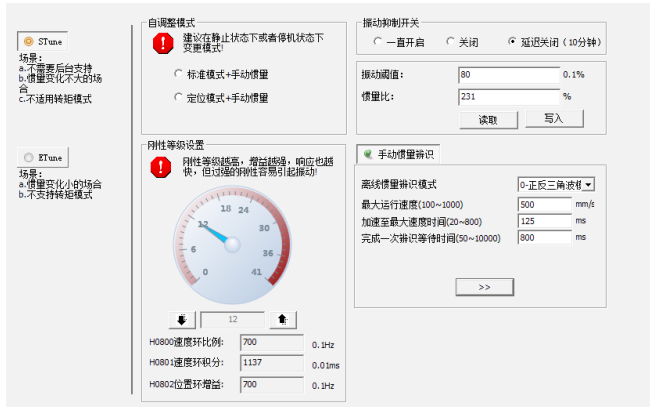 STune
场景:
a.不需要后台支持
b.惯量变化不大的场
合
c.不适用转矩模式
ETune
场景:
a.惯量变化小的场合
b.不支持转矩模式
自调整模式
建议在静止状态下或者停机状态下
变更模式!
标准模式+手动惯量
定位模式+手动惯量
刚性等级设置
刚性等级越高，增益越强，响应也越
快，但过强的刚性容易引起振动!
0
6
12
18
24
30
36
41
12
H0800速度环比例: 700 0.1Hz
H0801速度环积分: 1137 0.01ms
H0802位置环增益: 700 0.1Hz
振动抑制开关
一直开启 关闭 延迟关闭（10分钟）
振动阈值: 80 0.1%
惯量比: 231 %
读取 写入
手动惯量辨识
离线惯量辨识模式 0-正反三角波模
最大运行速度(100~1000) 500 mm/s
加速至最大速度时间(20~800) 125 ms
完成一次辨识等待时间(50~10000) 800 ms
>>